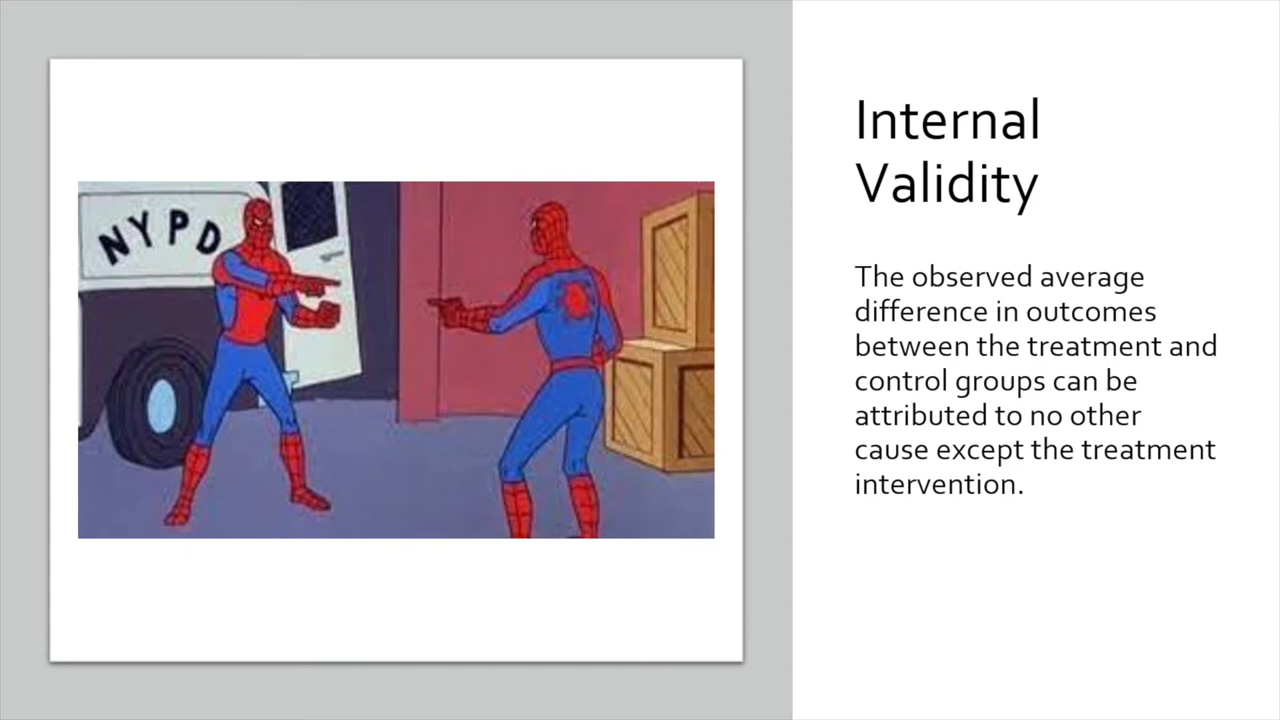 NYPD
Internal
Validity
The observed average
difference in outcomes
between the treatment and
control groups can be
attributed to no other
cause except the treatment
intervention.